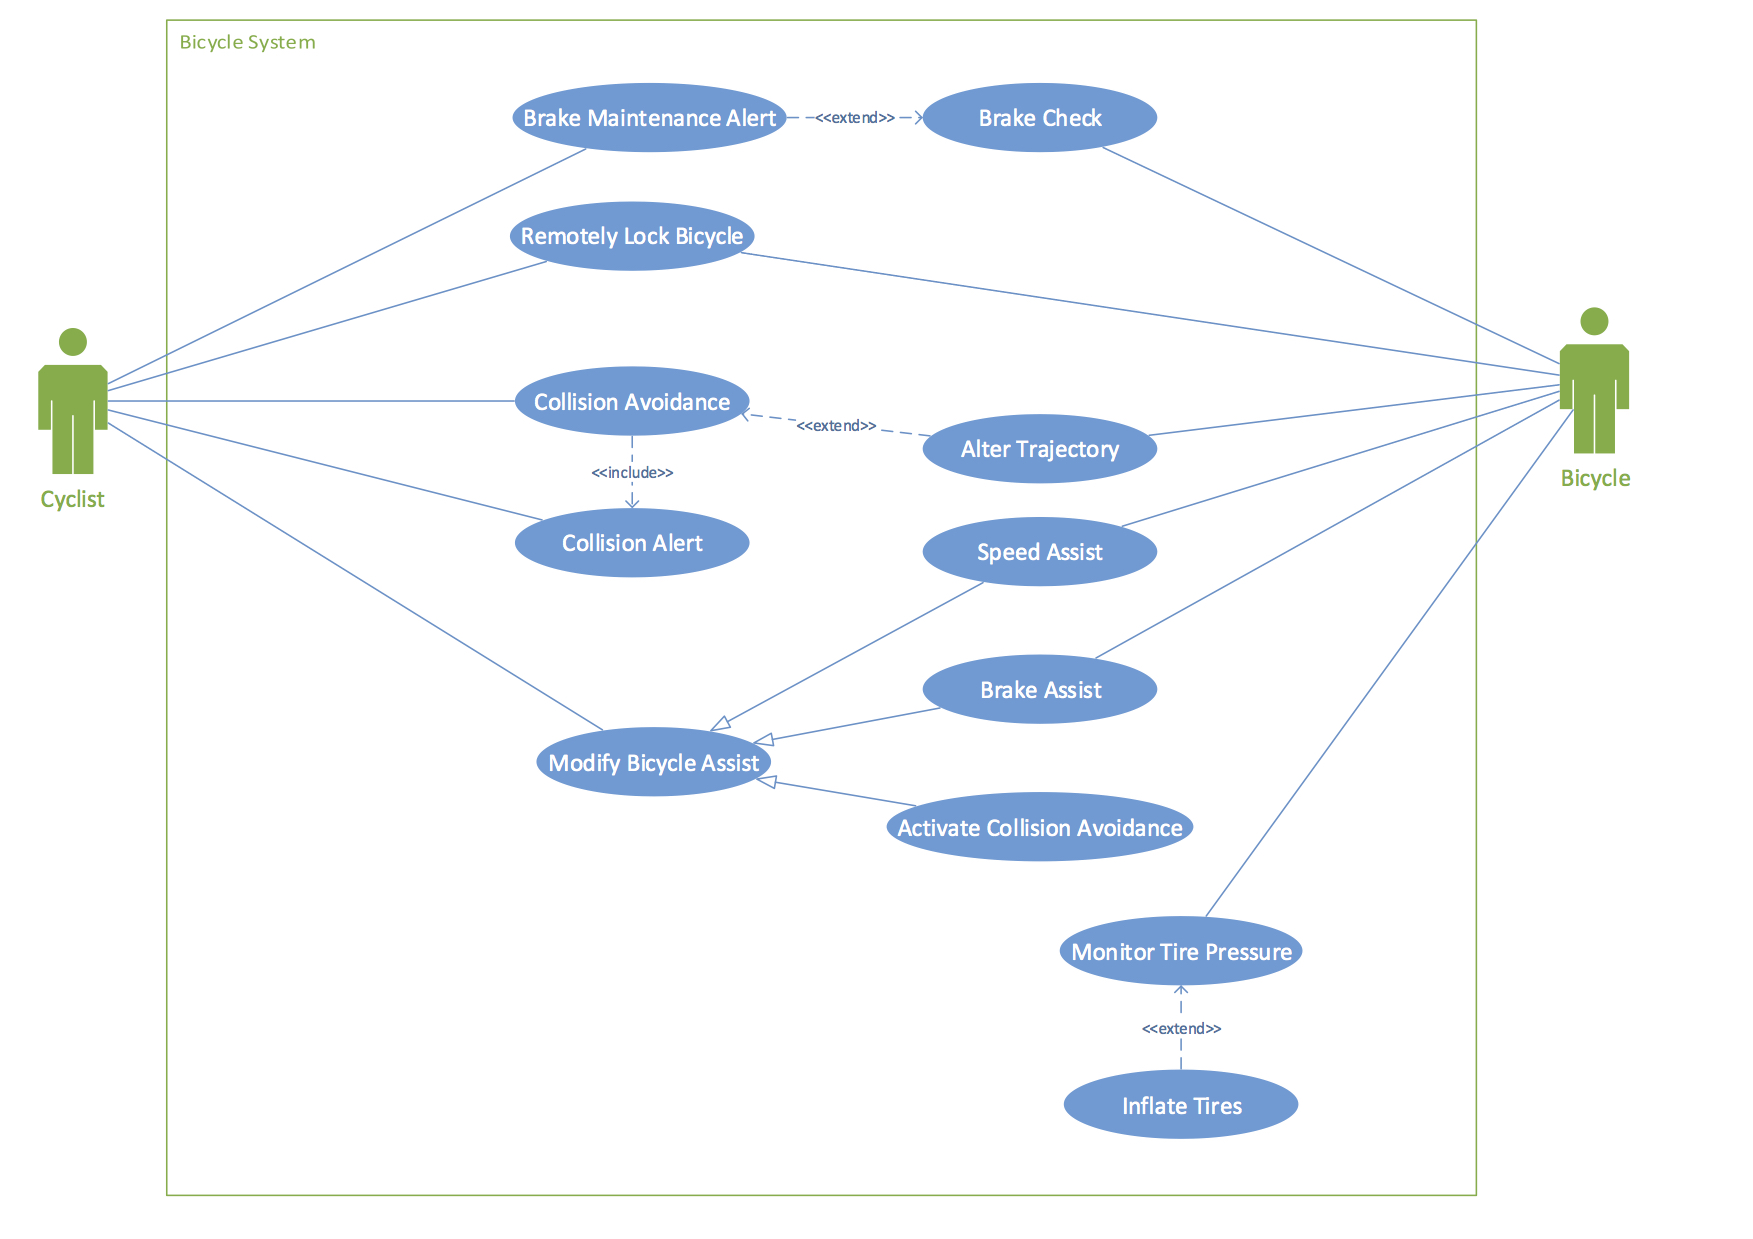 Bicycle System
Brake Maintenance Alert
<<extend>>
Brake Check
Remotely Lock Bicycle
Collision Avoidance
<<extend>>
Alter Trajectory
<<include>>
Cyclist
Bicycle
Collision Alert
Speed Assist
Brake Assist
Modify Bicycle Assist
Activate Collision Avoidance
Monitor Tire Pressure
<<extend>>
Inflate Tires